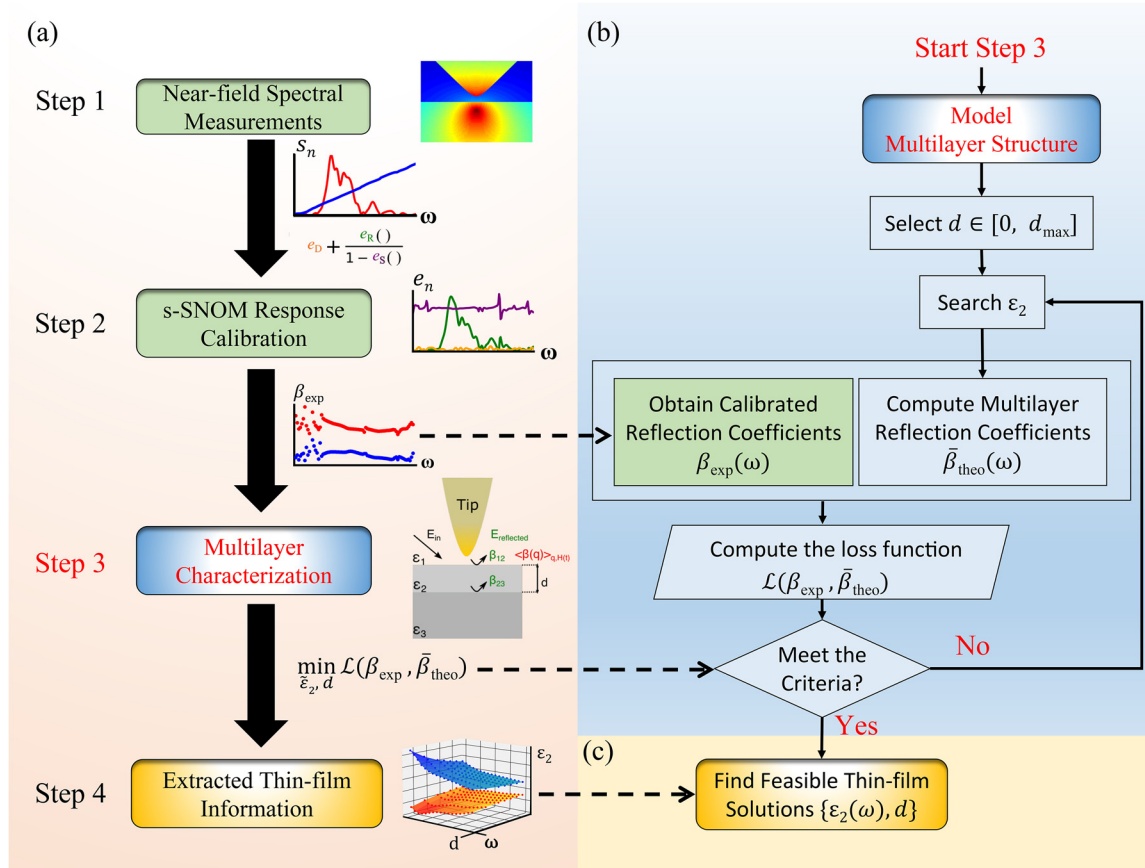 (a)
Step 1
Near-field Spectral
Measurements
sₙ
ω
e_D + e_R() / 1 − e_S()
Step 2
s-SNOM Response
Calibration
eₙ
ω
β_exp
ω
Step 3
Multilayer
Characterization
Tip
E_in
E_reflected
ε₁
β₁₂
<β(q)>_q,H(t)
ε₂
β₂₃
d
ε₃
min ℒ(β_exp , β̄_theo)
ε̃₂, d
Step 4
Extracted Thin-film
Information
ε₂
d
ω
(b)
Start Step 3
Model
Multilayer Structure
Select d ∈ [0, d_max]
Search ε₂
Obtain Calibrated
Reflection Coefficients
β_exp(ω)
Compute Multilayer
Reflection Coefficients
β̄_theo(ω)
Compute the loss function
ℒ(β_exp , β̄_theo)
Meet the
Criteria?
No
Yes
(c)
Find Feasible Thin-film
Solutions {ε₂(ω), d}